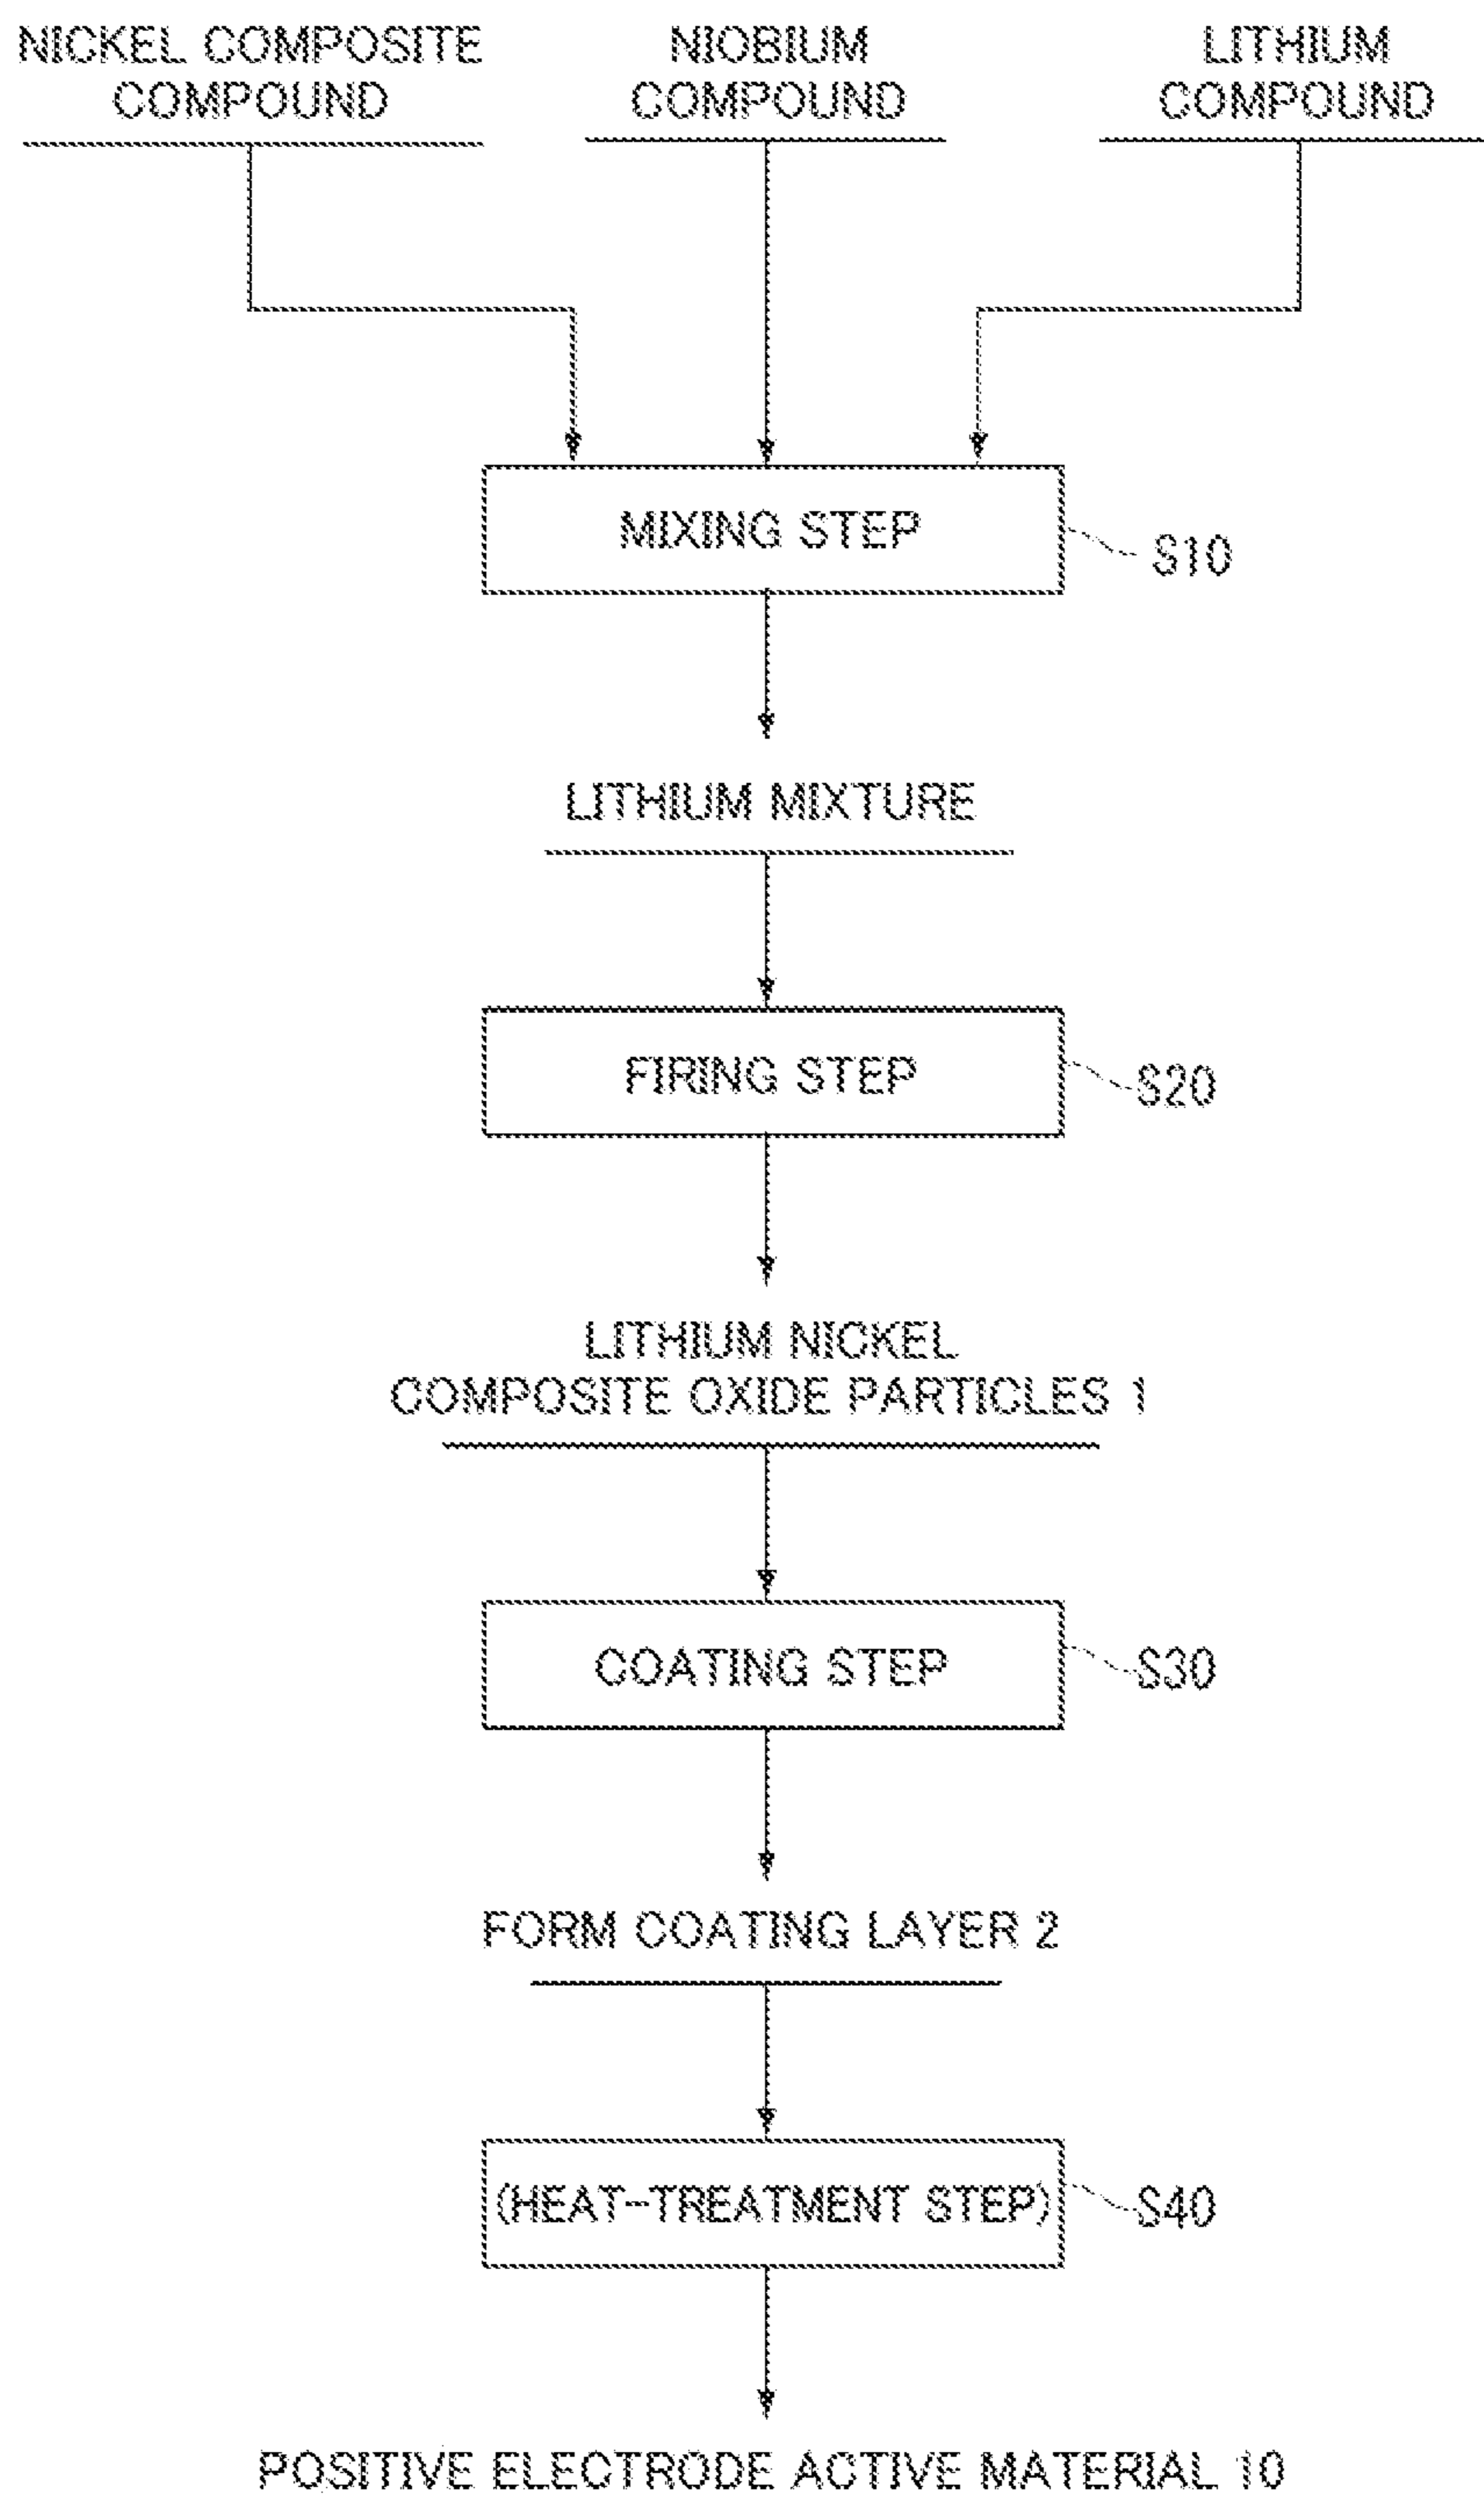 NICKEL COMPOSITE
COMPOUND
NIOBIUM
COMPOUND
LITHIUM
COMPOUND
MIXING STEP
S10
LITHIUM MIXTURE
FIRING STEP
S20
LITHIUM NICKEL
COMPOSITE OXIDE PARTICLES 1
COATING STEP
S30
FORM COATING LAYER 2
(HEAT-TREATMENT STEP)
S40
POSITIVE ELECTRODE ACTIVE MATERIAL 10